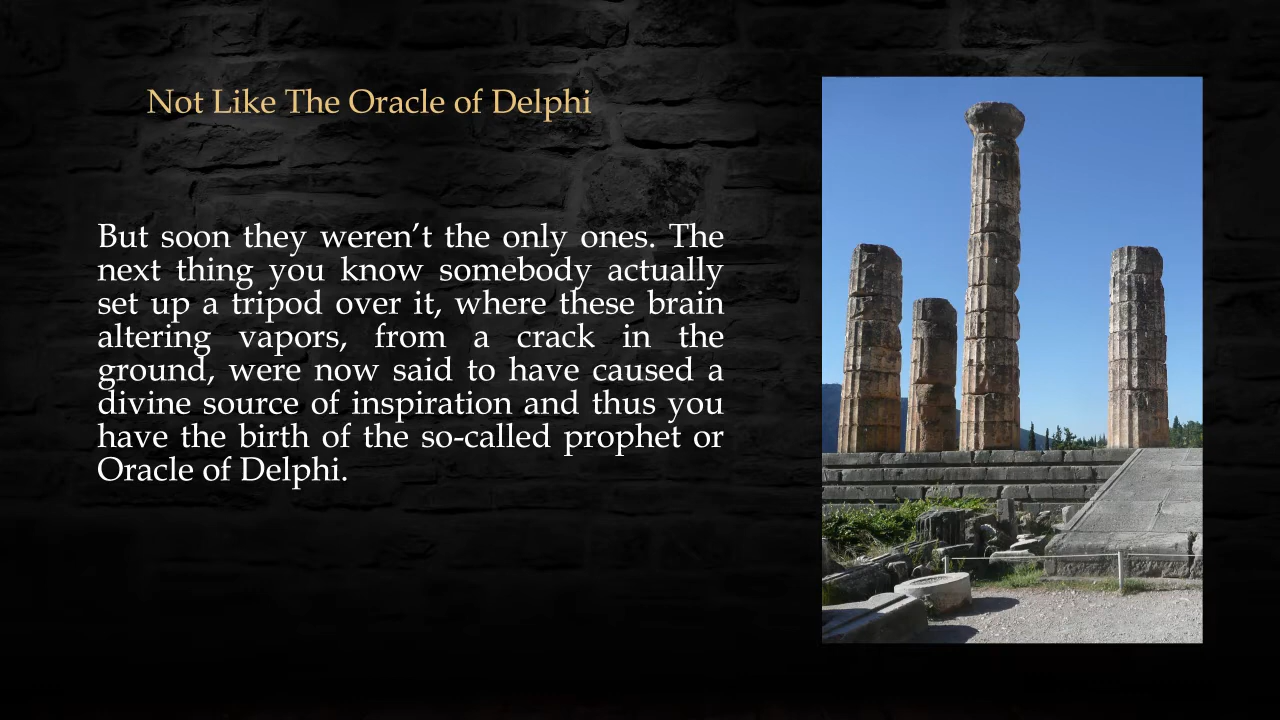 Not Like The Oracle of Delphi
But soon they weren’t the only ones. The
next thing you know somebody actually
set up a tripod over it, where these brain
altering vapors, from a crack in the
ground, were now said to have caused a
divine source of inspiration and thus you
have the birth of the so-called prophet or
Oracle of Delphi.